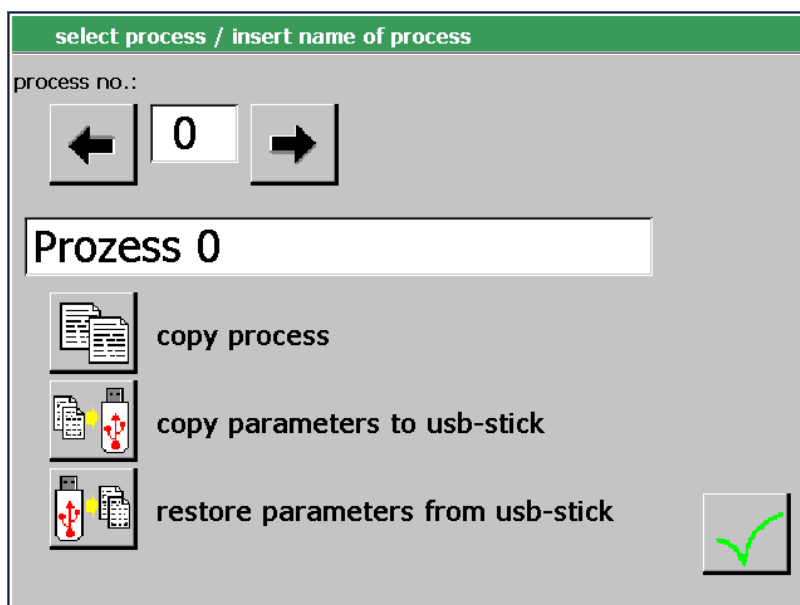 select process / insert name of process
process no.:
0
Prozess 0
copy process
copy parameters to usb-stick
restore parameters from usb-stick